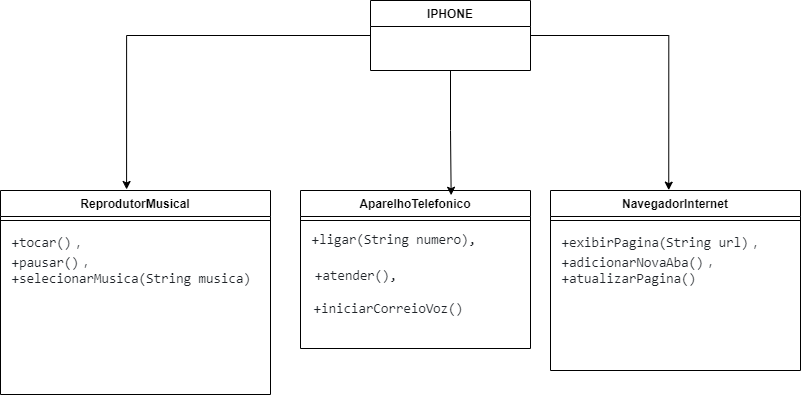 IPHONE
ReprodutorMusical
+tocar() ,
+pausar() ,
+selecionarMusica(String musica)
AparelhoTelefonico
+ligar(String numero),
+atender(),
+iniciarCorreioVoz()
NavegadorInternet
+exibirPagina(String url) ,
+adicionarNovaAba() ,
+atualizarPagina()